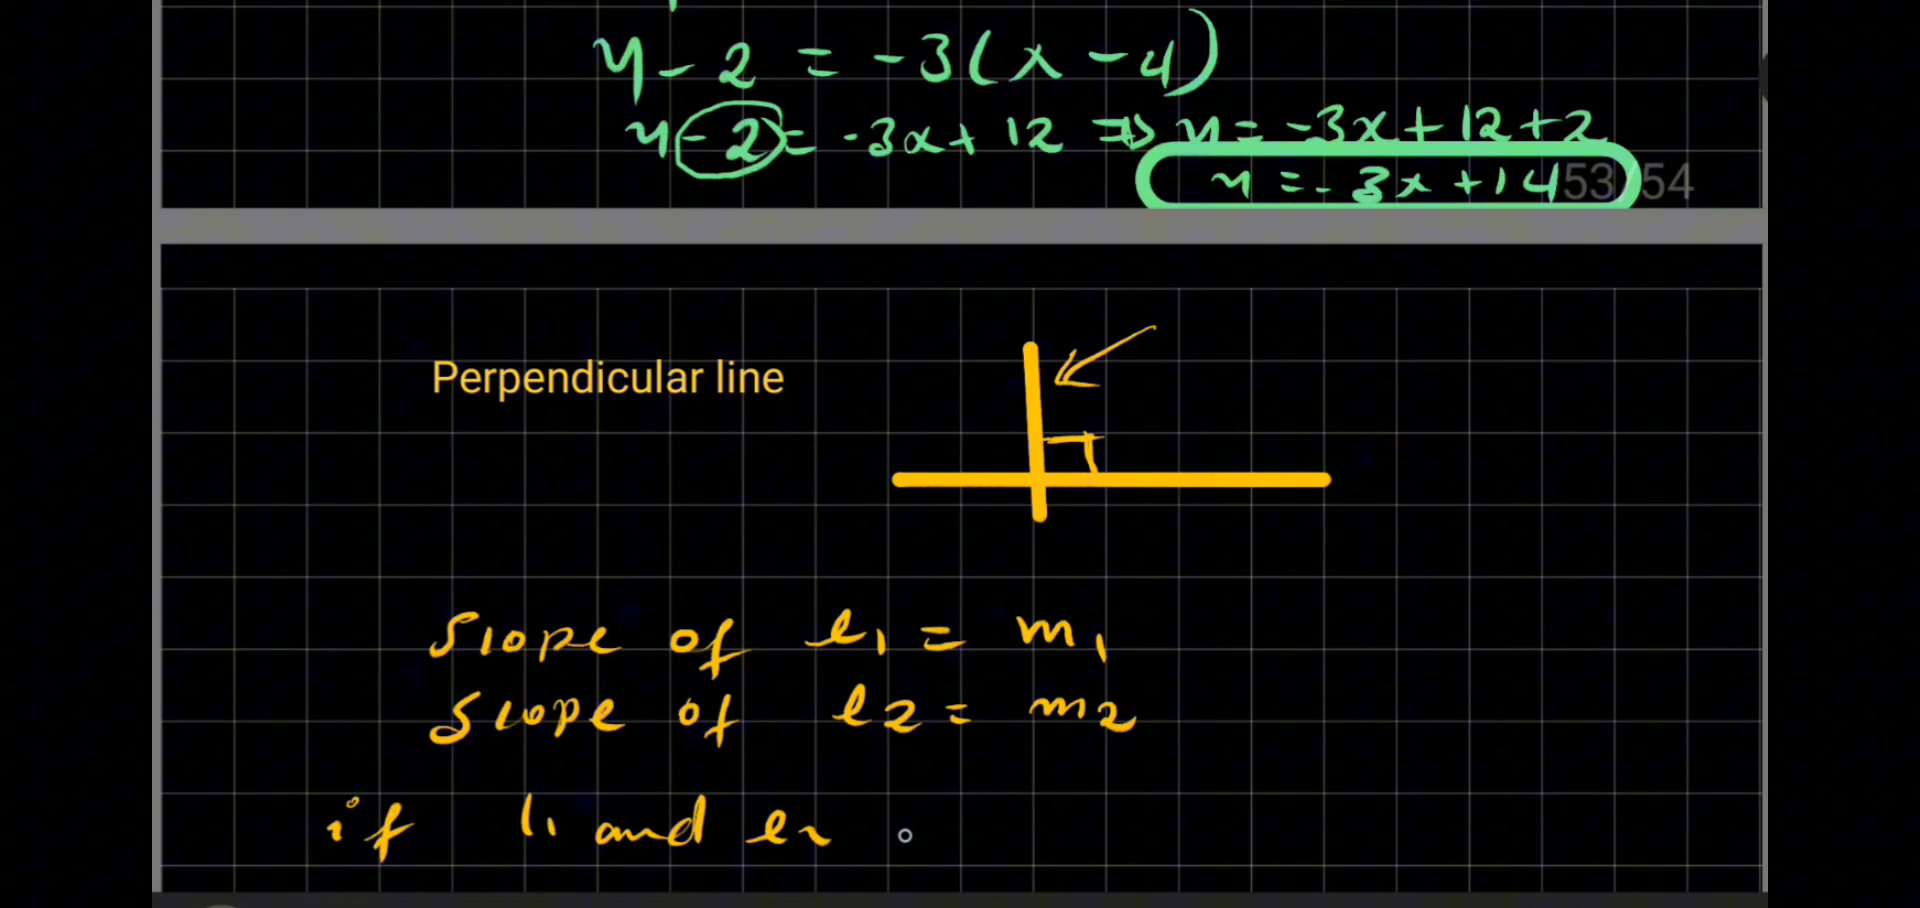 y - 2 = -3(x - 4)
y - 2 = -3x + 12 ⇒ y = -3x + 12 + 2
y = -3x + 14
53/54
Perpendicular line
Slope of l1 = m1
Slope of l2 = m2
if l1 and l2